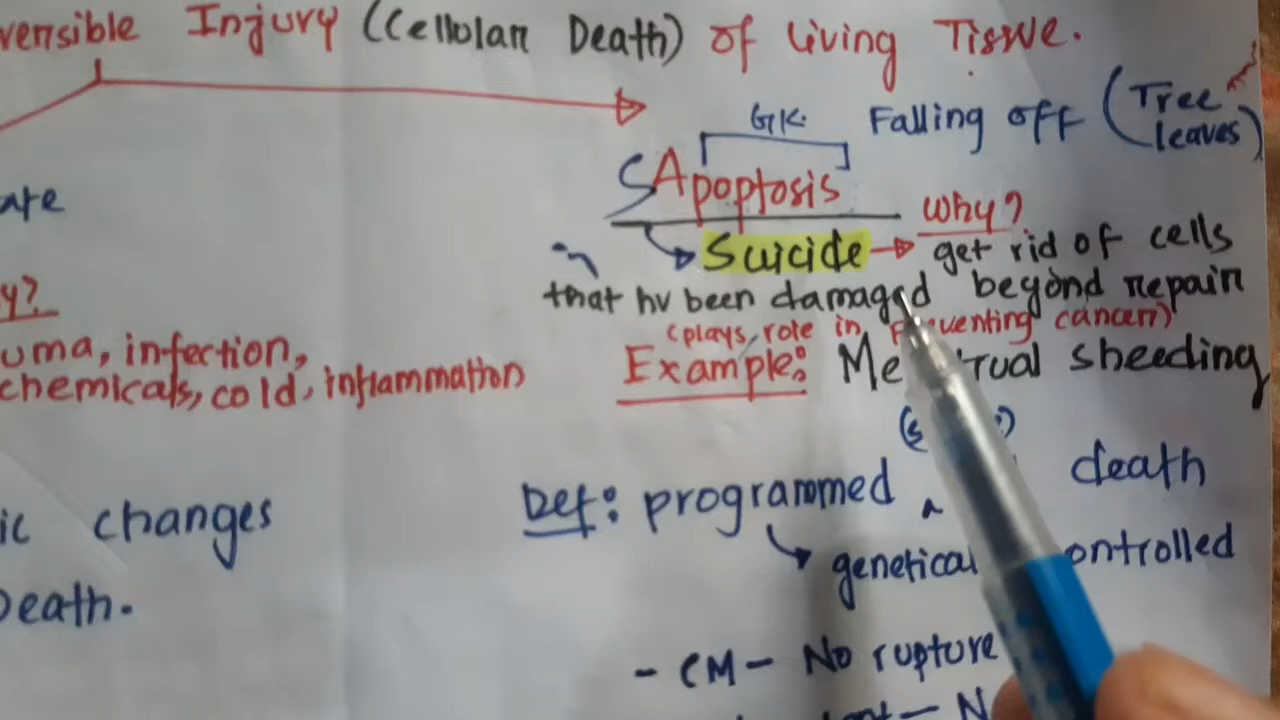 versible Injury (Cellular Death) of Living Tissue.
GK. Falling off (Tree leaves)
SApoptosis
ate
Why?
Suicide → get rid of cells
that hv been damaged beyond repair
y?
(plays role in preventing cancer)
uma, infection,
Example: Me trual sheeding
chemicals, cold, inflammation
Def: programmed death
ic changes
genetical ontrolled
Death.
- CM - No rupture